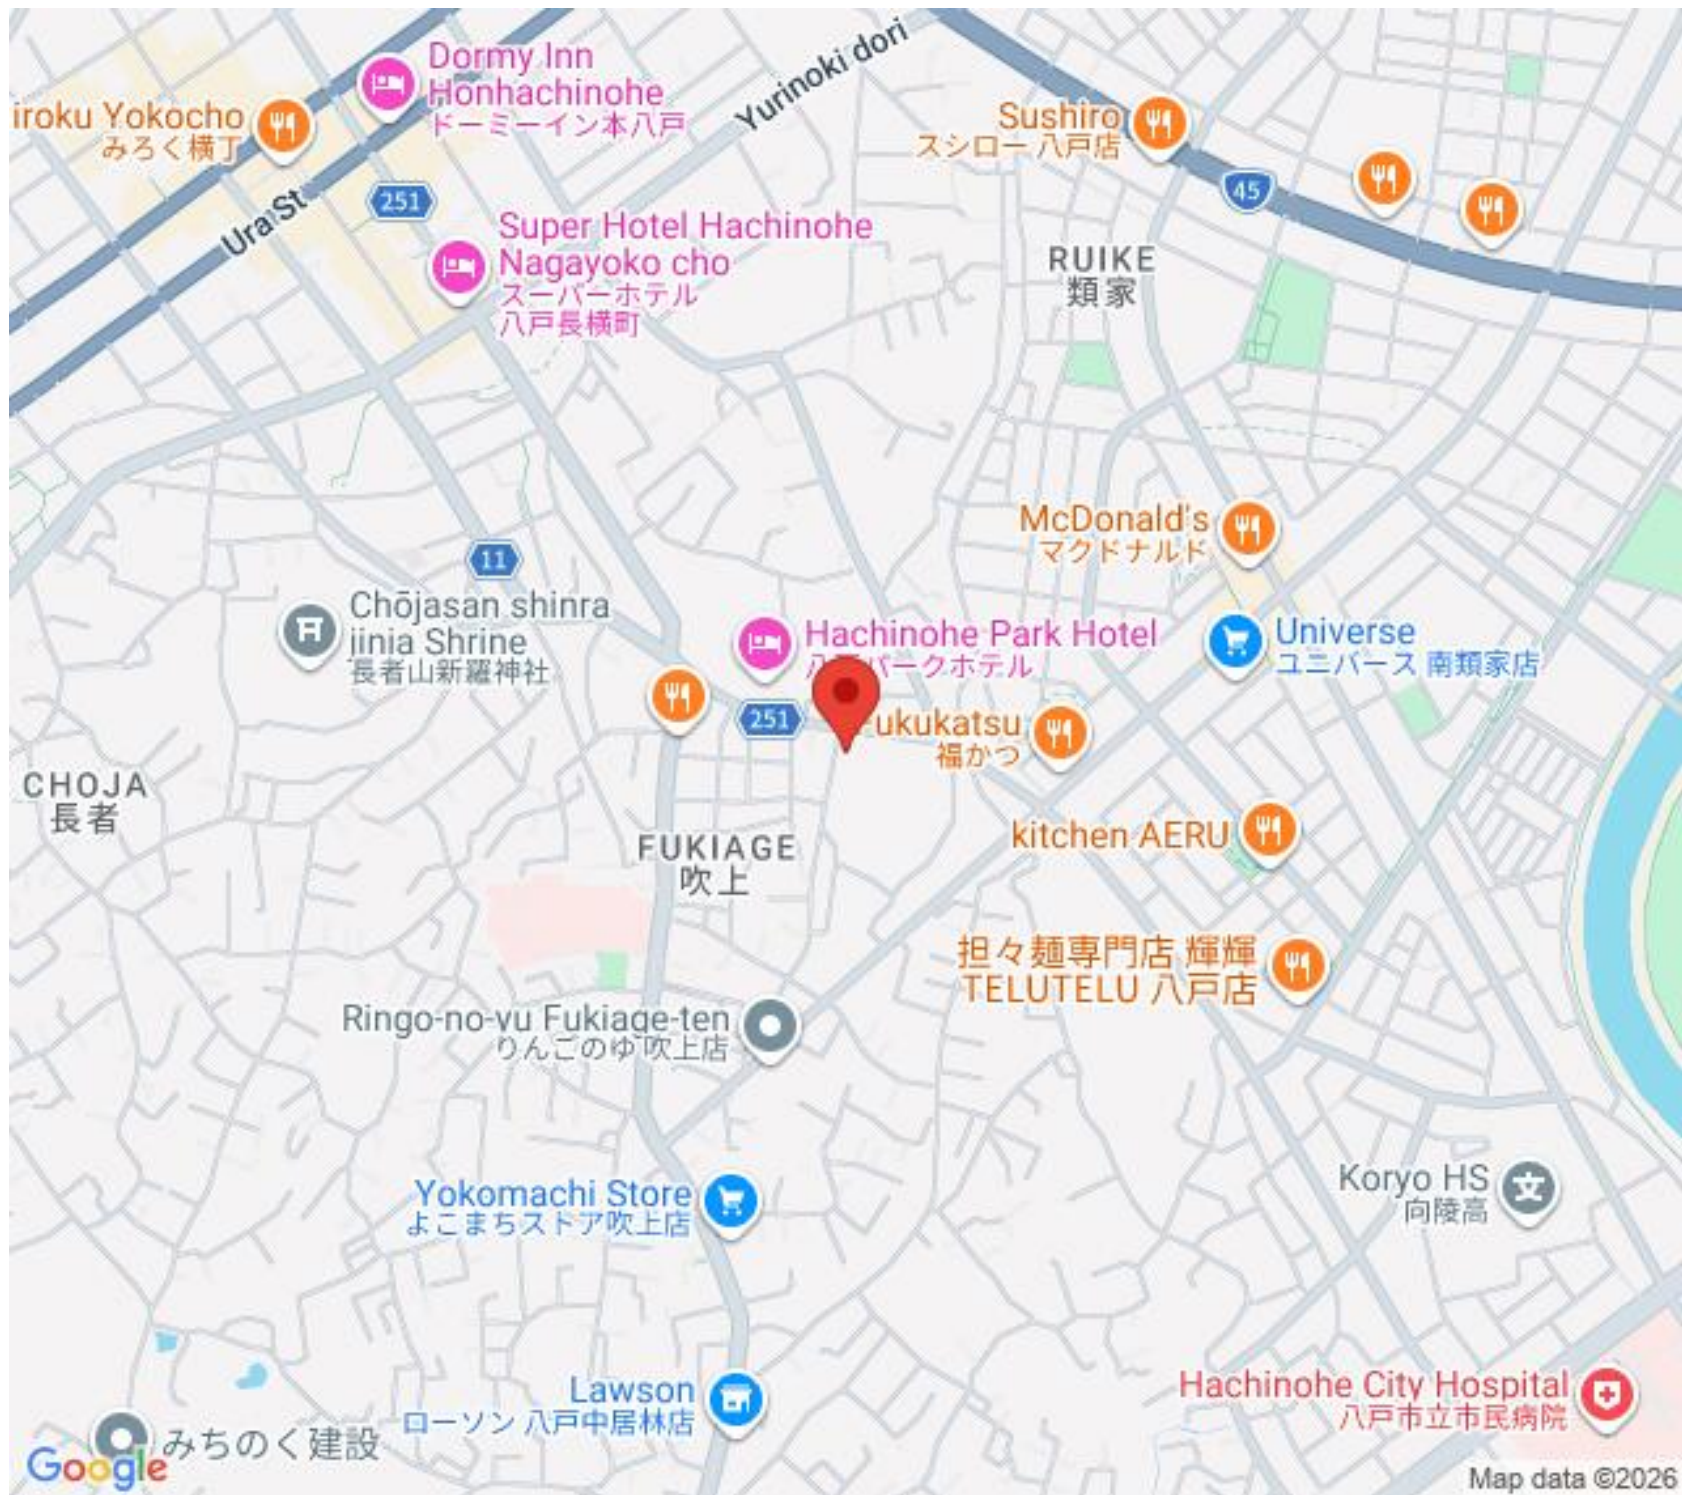 Dormy Inn
Honhachinohe
ドーミーイン本八戸
Yurinoki dori
iroku Yokocho
みろく横丁
Sushiro
スシロー 八戸店
45
251
Ura St
Super Hotel Hachinohe
Nagayoko cho
スーパーホテル
八戸長横町
RUIKE
類家
McDonald's
マクドナルド
11
Chōjasan shinra
jinja Shrine
長者山新羅神社
Hachinohe Park Hotel
八戸パークホテル
Universe
ユニバース 南類家店
251
ukukatsu
福かつ
CHOJA
長者
kitchen AERU
FUKIAGE
吹上
担々麺専門店 輝輝
TELUTELU 八戸店
Ringo-no-yu Fukiage-ten
りんごのゆ 吹上店
Koryo HS
向陵高
Yokomachi Store
よこまちストア吹上店
Hachinohe City Hospital
八戸市立市民病院
Lawson
ローソン 八戸中居林店
みちのく建設
Google
Map data ©2026